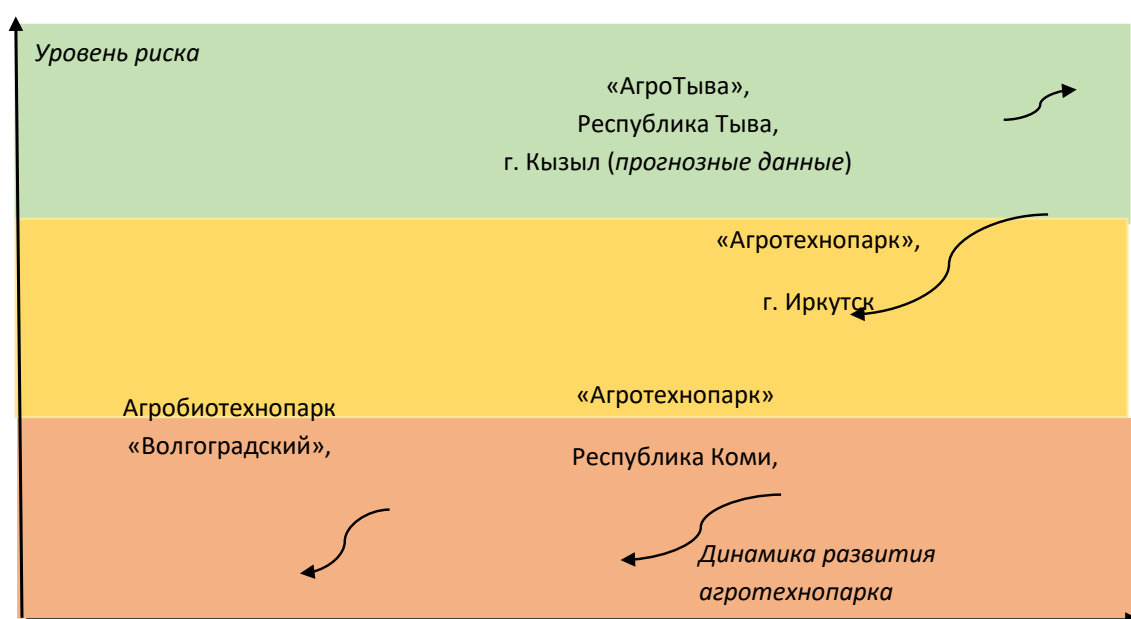 Уровень риска
«АгроТыва»,
Республика Тыва,
г. Кызыл (прогнозные данные)
«Агротехнопарк»,
г. Иркутск
Агробиотехнопарк
«Волгоградский»,
«Агротехнопарк»
Республика Коми,
Динамика развития
агротехнопарка